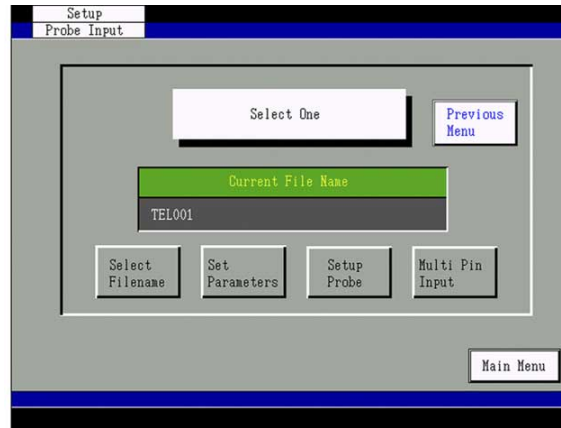 Setup
Probe Input
Select One
Previous
Menu
Current File Name
TEL001
Select
Filename
Set
Parameters
Setup
Probe
Multi Pin
Input
Main Menu